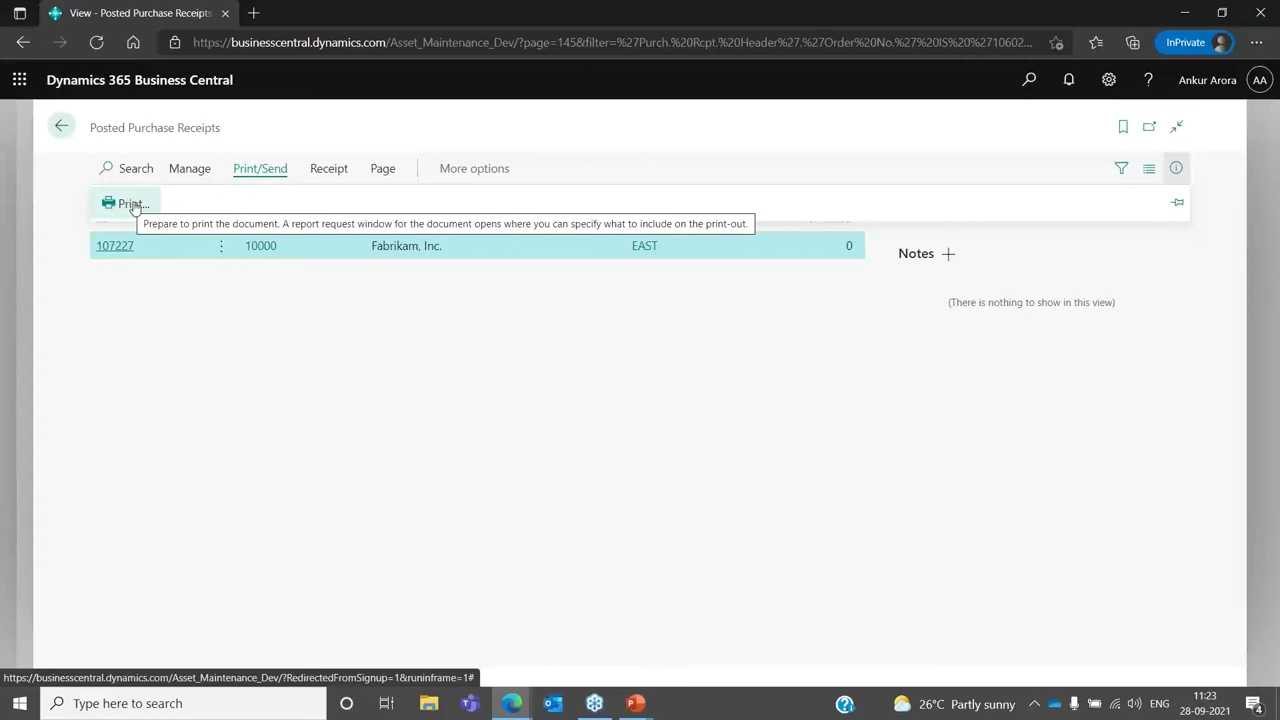 View - Posted Purchase Receipts
https://businesscentral.dynamics.com/Asset_Maintenance_Dev/?page=145&filter=%27Purch.%20Rcpt.%20Header%27.%27Order%20No.%27%20IS%20%2710602...
InPrivate
Dynamics 365 Business Central
Ankur Arora
AA
Posted Purchase Receipts
Search
Manage
Print/Send
Receipt
Page
More options
Print...
Prepare to print the document. A report request window for the document opens where you can specify what to include on the print-out.
107227 10000 Fabrikam, Inc. EAST 0
Notes
(There is nothing to show in this view)
https://businesscentral.dynamics.com/Asset_Maintenance_Dev/?RedirectedFromSignup=1&runinframe=1#
Type here to search
26°C Partly sunny
ENG
11:23
28-09-2021
4